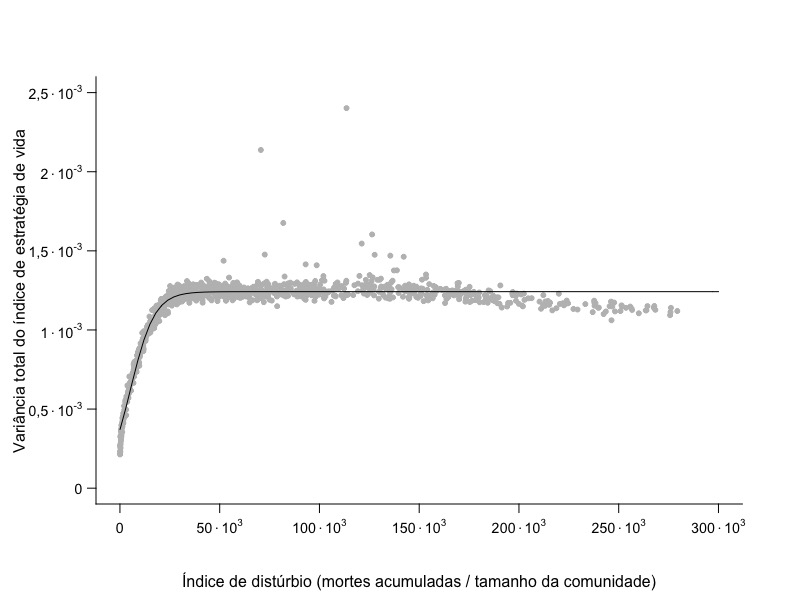 Variância total do índice de estratégia de vida
2,5·10⁻³
2·10⁻³
1,5·10⁻³
1·10⁻³
0,5·10⁻³
0
0 50·10³ 100·10³ 150·10³ 200·10³ 250·10³ 300·10³
Índice de distúrbio (mortes acumuladas / tamanho da comunidade)